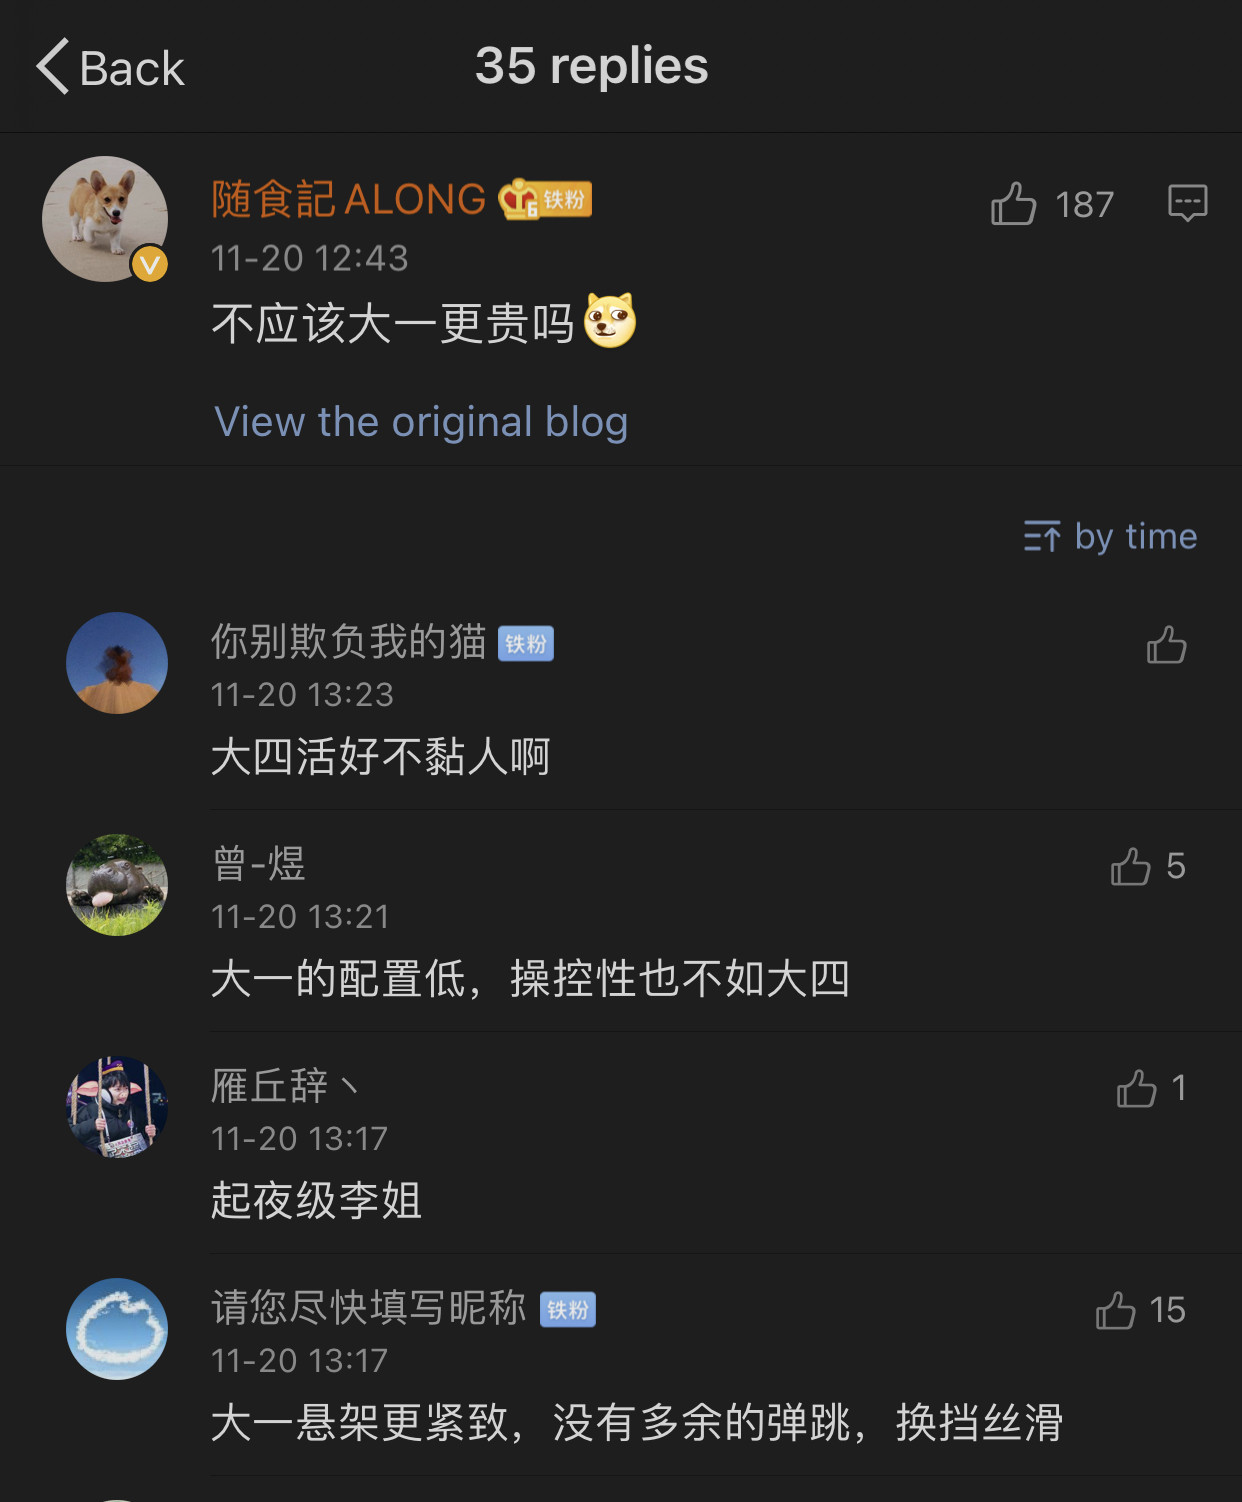 Back
35 replies
随食記ALONG 6 铁粉
187
11-20 12:43
不应该大一更贵吗
View the original blog
by time
你别欺负我的猫 铁粉
11-20 13:23
大四活好不黏人啊
曾-煜
5
11-20 13:21
大一的配置低，操控性也不如大四
雁丘辞丶
1
11-20 13:17
起夜级李姐
请您尽快填写昵称 铁粉
15
11-20 13:17
大一悬架更紧致，没有多余的弹跳，换挡丝滑